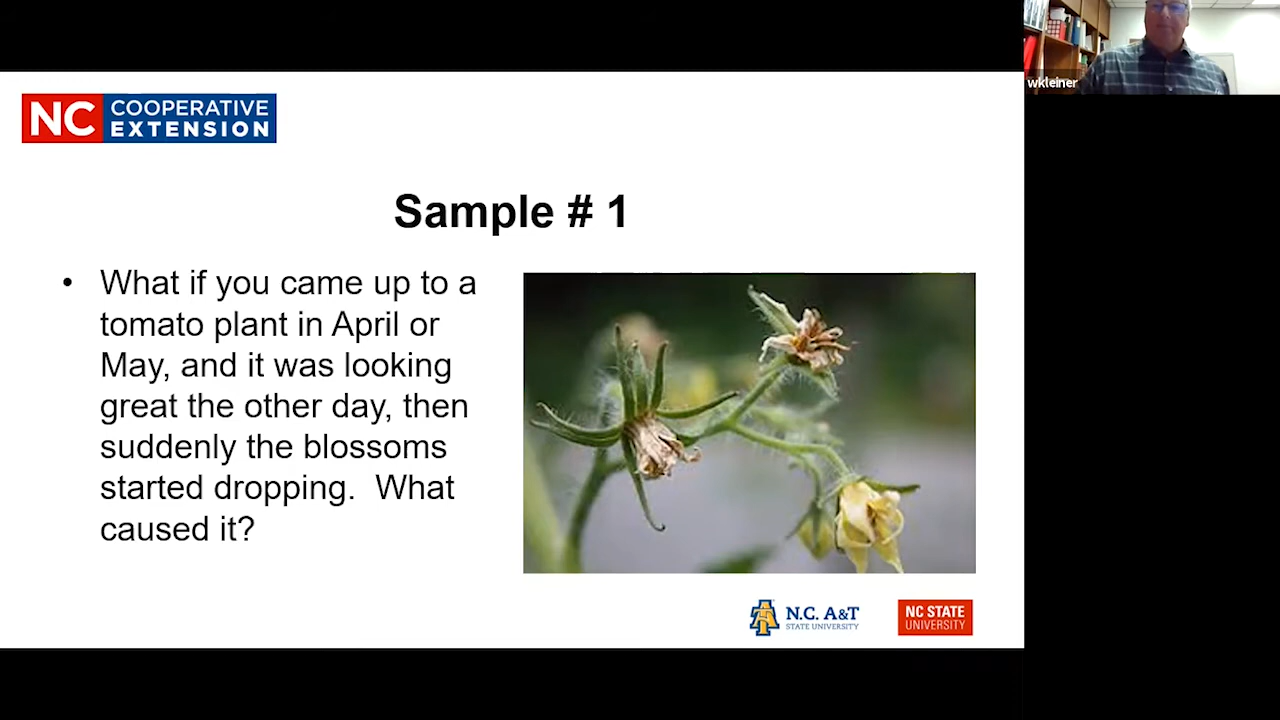 wkleiner
NC COOPERATIVE
EXTENSION
Sample # 1
• What if you came up to a
tomato plant in April or
May, and it was looking
great the other day, then
suddenly the blossoms
started dropping.  What
caused it?
N.C. A&T
STATE UNIVERSITY
NC STATE
UNIVERSITY